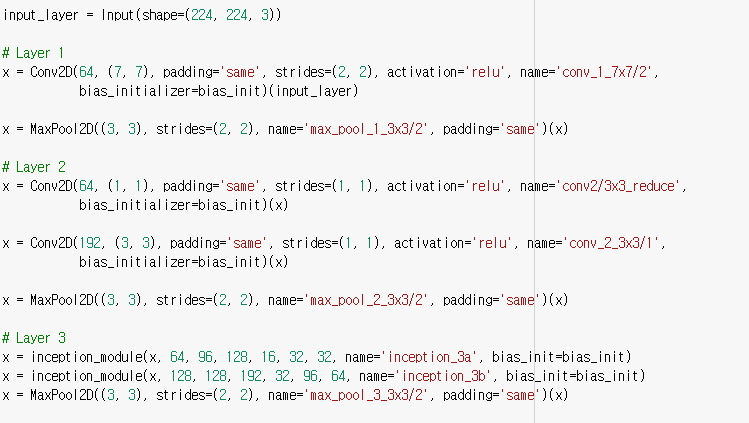 input_layer = Input(shape=(224, 224, 3))
# Layer 1
x = Conv2D(64, (7, 7), padding='same', strides=(2, 2), activation='relu', name='conv_1_7x7/2',
bias_initializer=bias_init)(input_layer)
x = MaxPool2D((3, 3), strides=(2, 2), name='max_pool_1_3x3/2', padding='same')(x)
# Layer 2
x = Conv2D(64, (1, 1), padding='same', strides=(1, 1), activation='relu', name='conv2/3x3_reduce',
bias_initializer=bias_init)(x)
x = Conv2D(192, (3, 3), padding='same', strides=(1, 1), activation='relu', name='conv_2_3x3/1',
bias_initializer=bias_init)(x)
x = MaxPool2D((3, 3), strides=(2, 2), name='max_pool_2_3x3/2', padding='same')(x)
# Layer 3
x = inception_module(x, 64, 96, 128, 16, 32, 32, name='inception_3a', bias_init=bias_init)
x = inception_module(x, 128, 128, 192, 32, 96, 64, name='inception_3b', bias_init=bias_init)
x = MaxPool2D((3, 3), strides=(2, 2), name='max_pool_3_3x3/2', padding='same')(x)